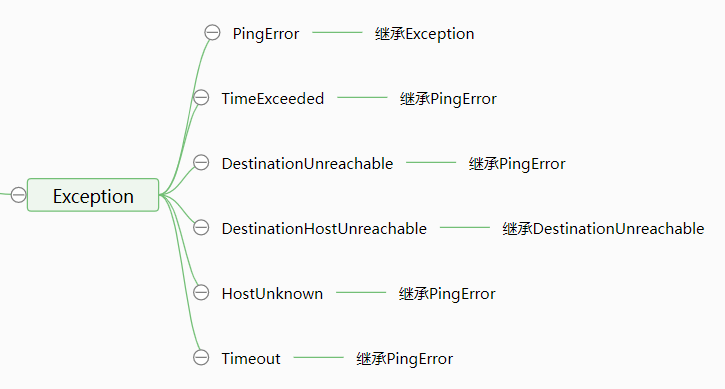 PingError 继承Exception
TimeExceeded 继承PingError
DestinationUnreachable 继承PingError
Exception
DestinationHostUnreachable 继承DestinationUnreachable
HostUnknown 继承PingError
Timeout 继承PingError